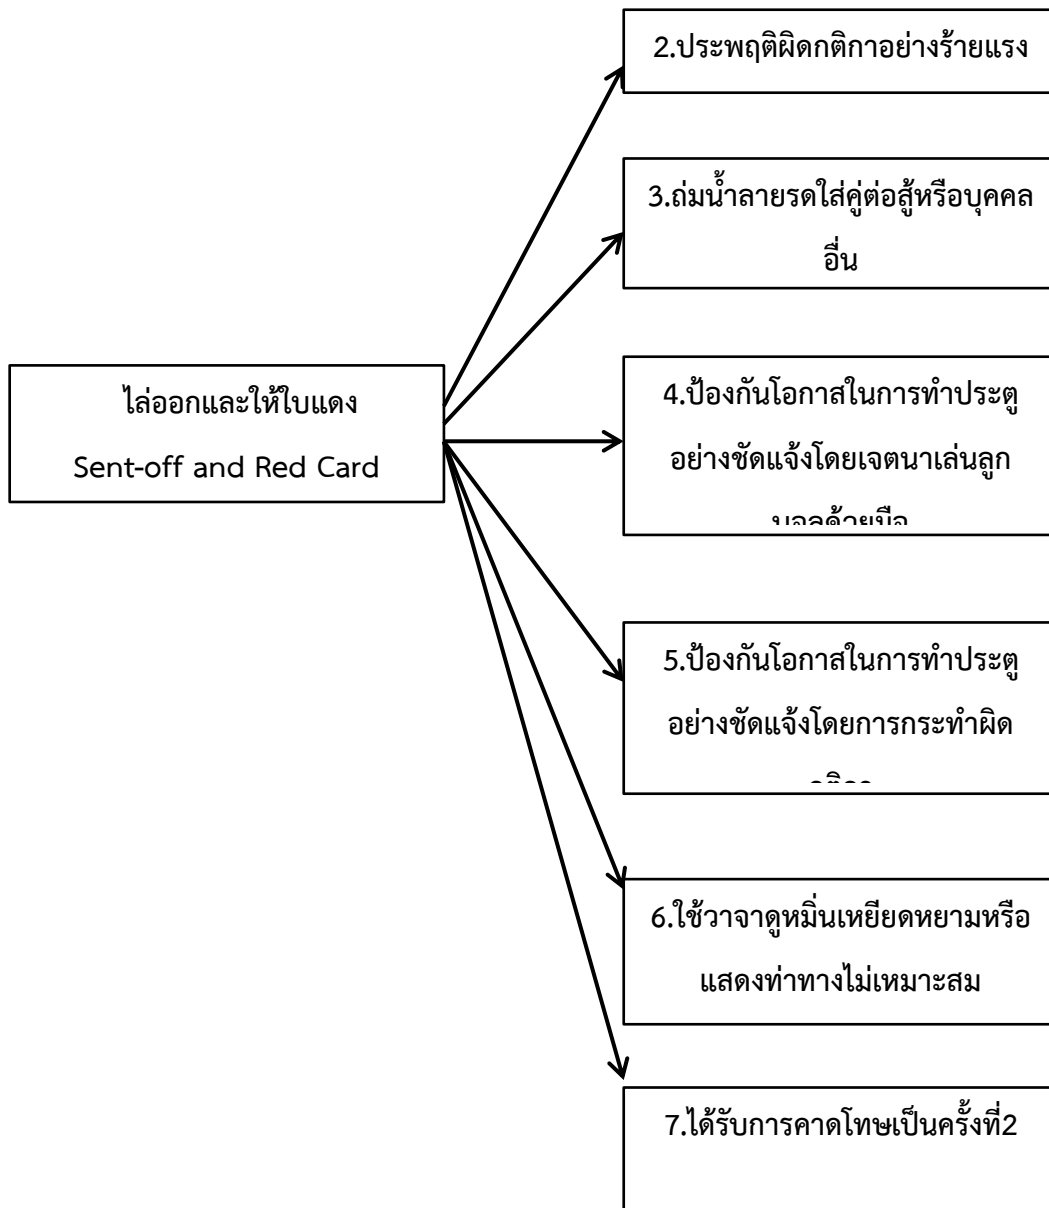 2.ประพฤติผิดกติกาอย่างร้ายแรง
3.ถ่มน้ำลายรดใส่คู่ต่อสู้หรือบุคคล
อื่น
ไล่ออกและให้ใบแดง
Sent-off and Red Card
4.ป้องกันโอกาสในการทำประตู
อย่างชัดแจ้งโดยเจตนาเล่นลูก
บอลด้วยมือ
5.ป้องกันโอกาสในการทำประตู
อย่างชัดแจ้งโดยการกระทำผิด
6.ใช้วาจาดูหมิ่นเหยียดหยามหรือ
แสดงท่าทางไม่เหมาะสม
7.ได้รับการคาดโทษเป็นครั้งที่2